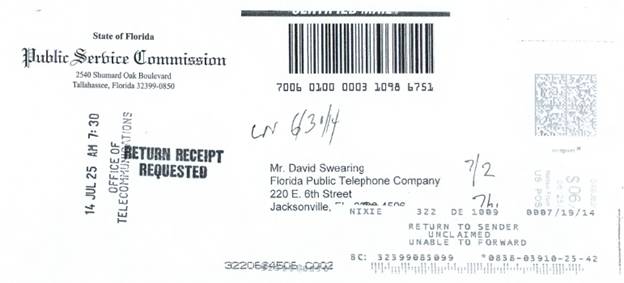 State of Florida
Public Service Commission
2540 Shumard Oak Boulevard
Tallahassee, Florida 32399-0850
7006 0100 0003 1098 6751
14 JUL 25 AM 7:30
OFFICE OF
TELECOMMUNICATIONS
RETURN RECEIPT
REQUESTED
LN 6/3/14
Mr. David Swearing
Florida Public Telephone Company
220 E. 6th Street
Jacksonville,
7/2
NIXIE 322 DE 1009 0007/19/14
RETURN TO SENDER
UNCLAIMED
UNABLE TO FORWARD
BC: 32399085099 *0838-03910-25-42
US POS